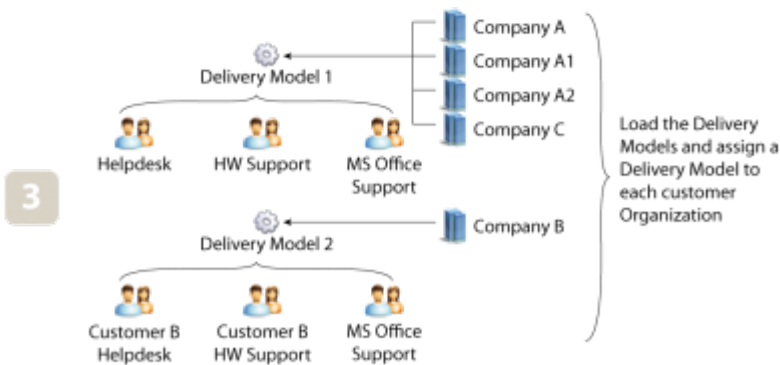 Company A
Company A1
Delivery Model 1
Company A2
Company C
Helpdesk
HW Support
MS Office
Support
Load the Delivery
Models and assign a
Delivery Model to
each customer
Organization
3
Company B
Delivery Model 2
Customer B
Helpdesk
Customer B
HW Support
MS Office
Support